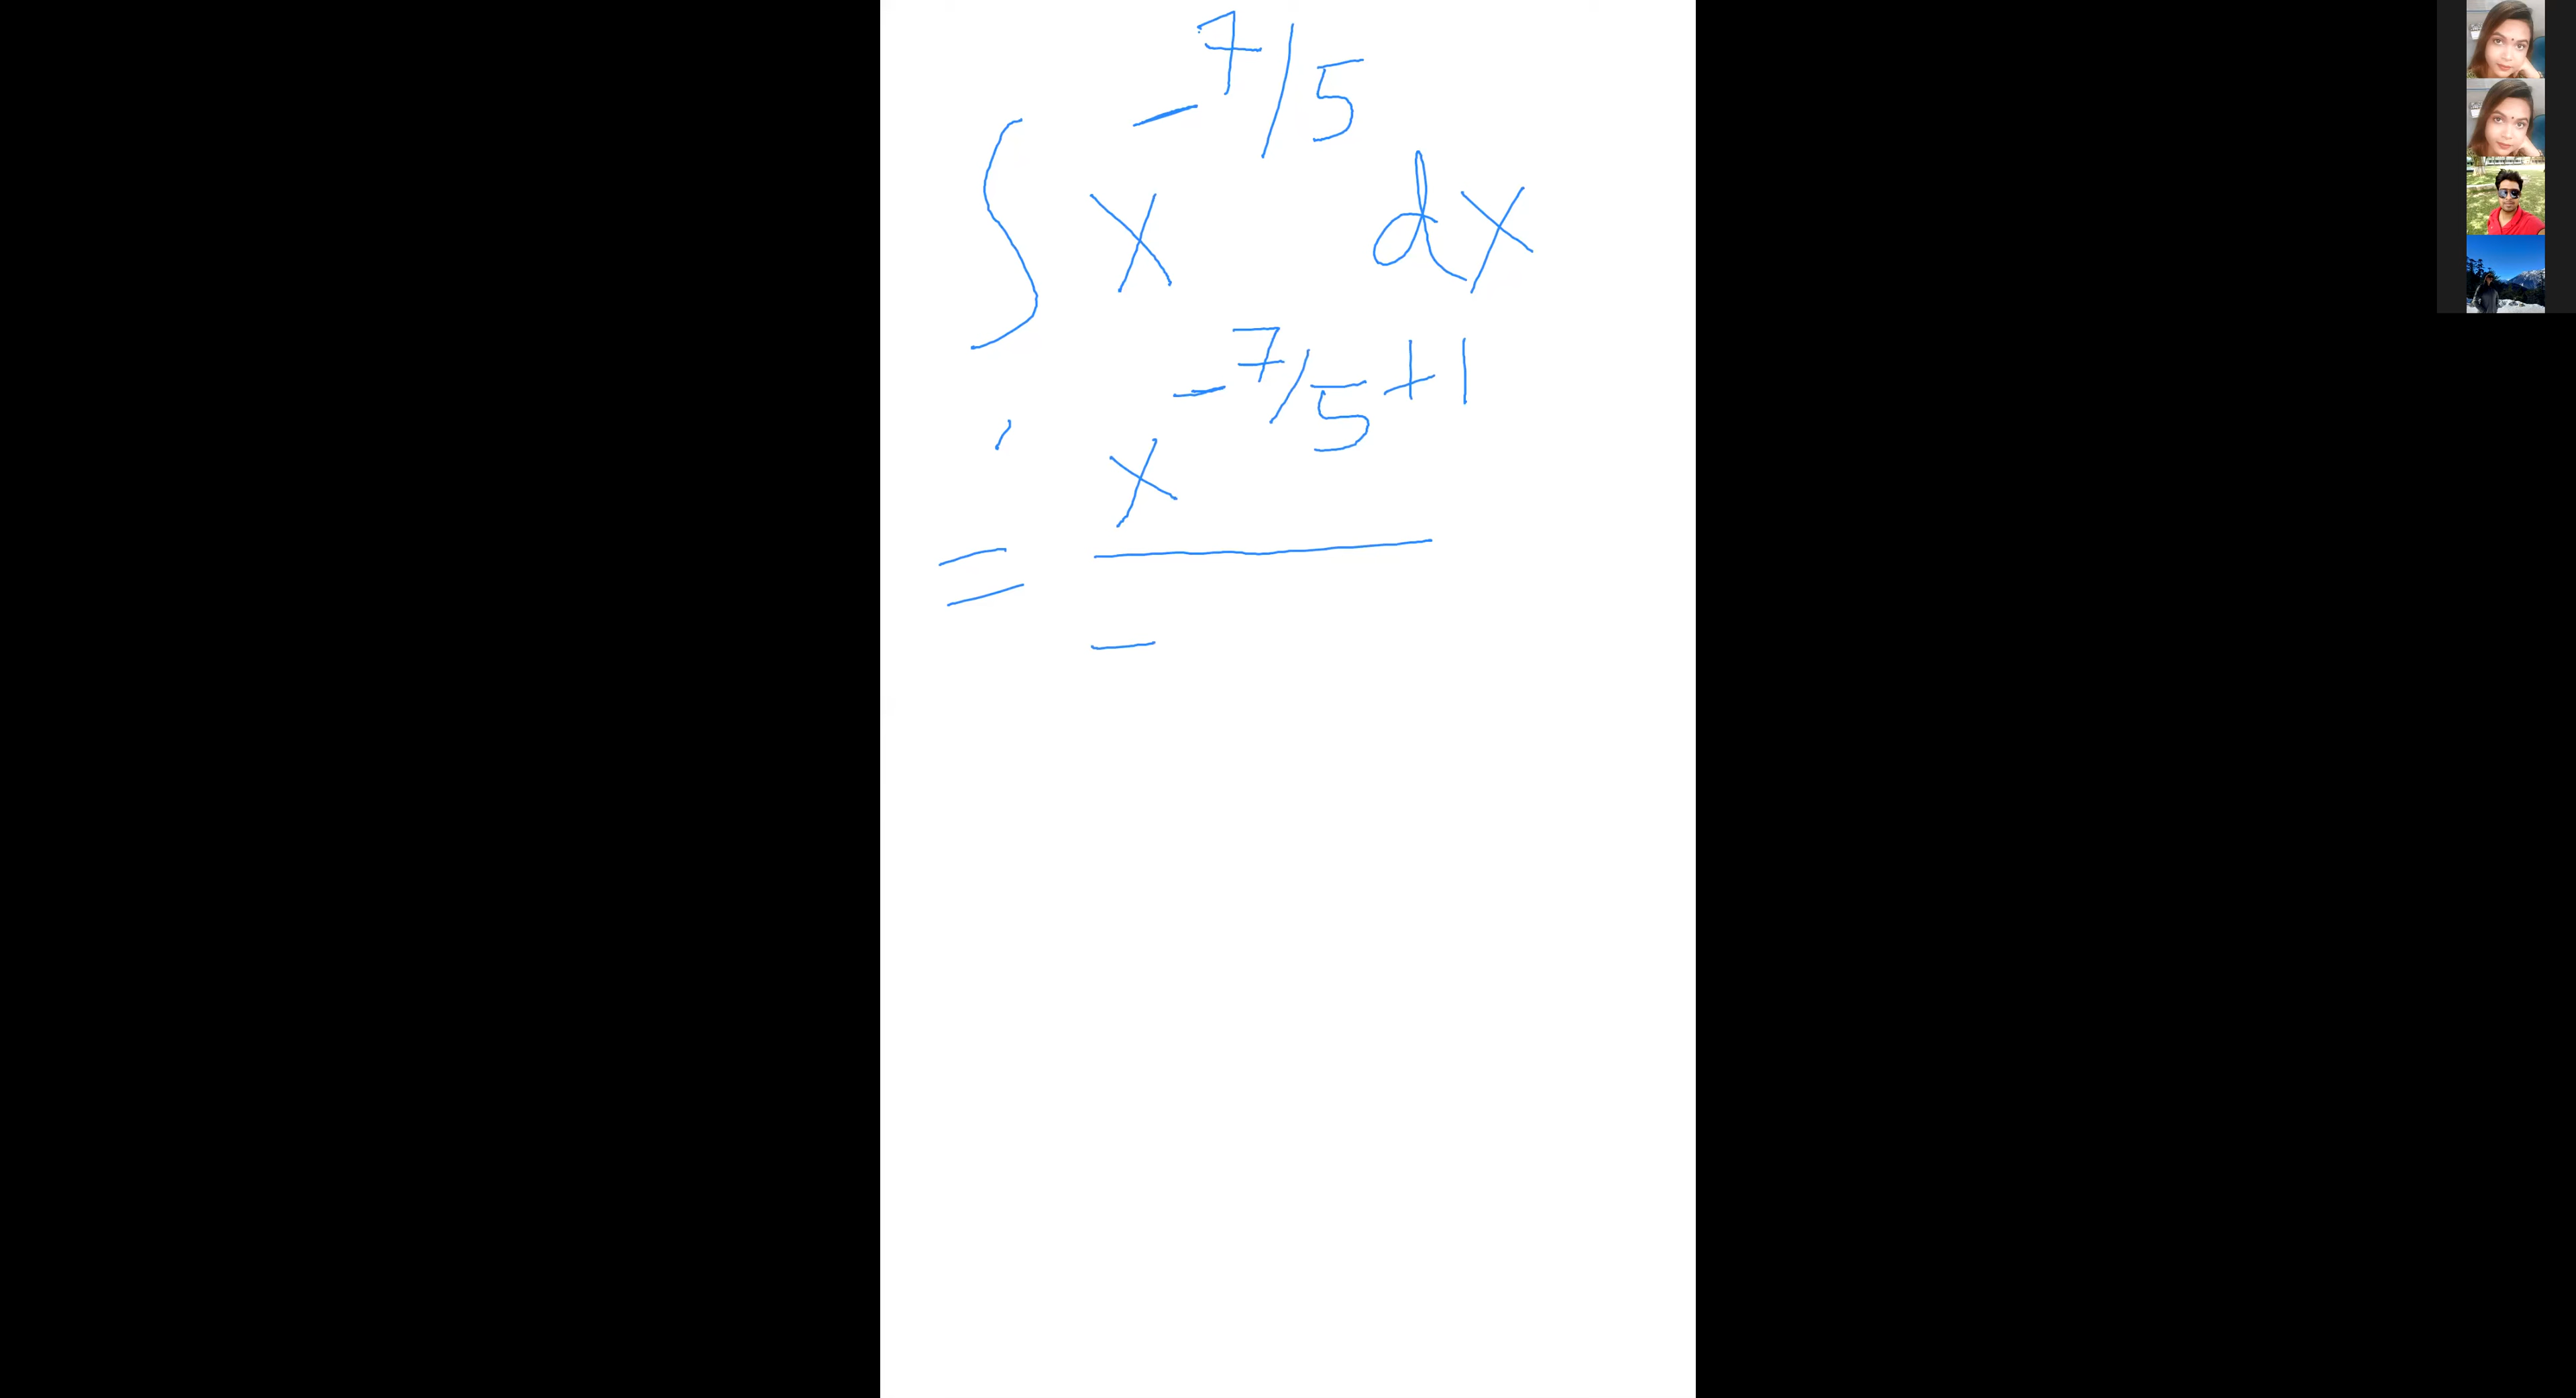 ∫ x^{-7/5} dx
= x^{-7/5+1} / -